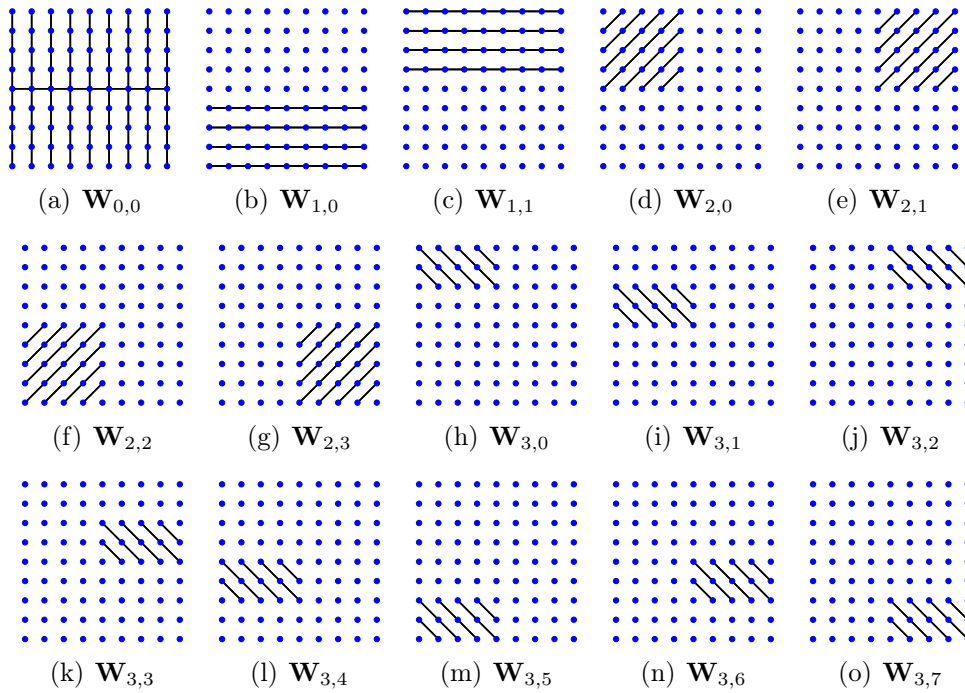 (a) W0,0 (b) W1,0 (c) W1,1 (d) W2,0 (e) W2,1
(f) W2,2 (g) W2,3 (h) W3,0 (i) W3,1 (j) W3,2
(k) W3,3 (l) W3,4 (m) W3,5 (n) W3,6 (o) W3,7